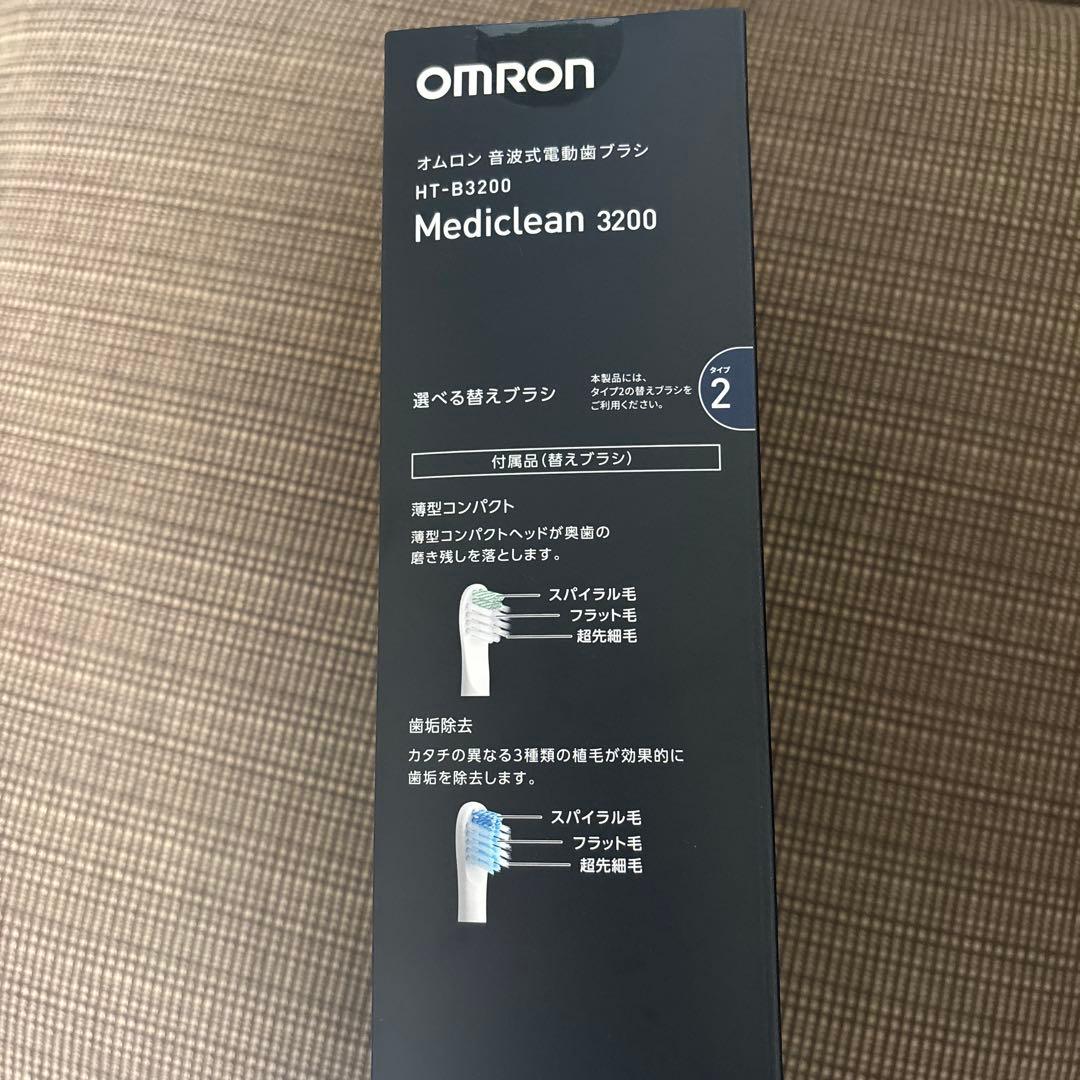 OMRON
オムロン 音波式電動歯ブラシ
HT-B3200
Mediclean 3200
選べる替えブラシ
本製品には、
タイプ2の替えブラシを
ご利用ください。
タイプ
2
付属品(替えブラシ)
薄型コンパクト
薄型コンパクトヘッドが奥歯の
磨き残しを落とします。
スパイラル毛
フラット毛
超先細毛
歯垢除去
カタチの異なる3種類の植毛が効果的に
歯垢を除去します。
スパイラル毛
フラット毛
超先細毛